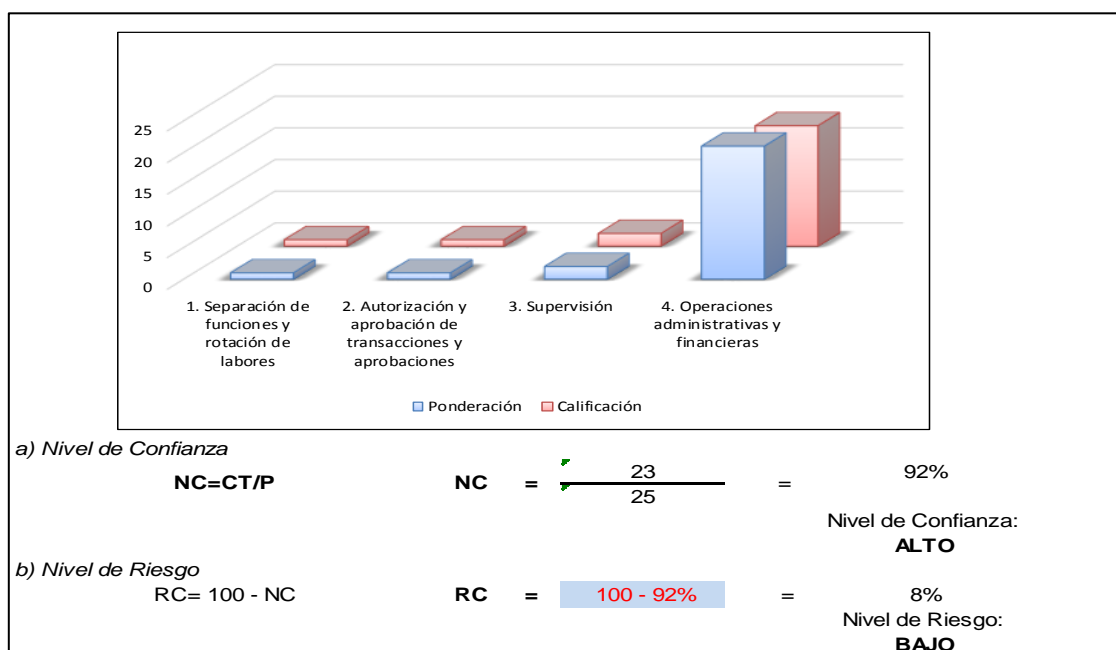 25
20
15
10
5
0
1. Separación de
funciones y
rotación de
labores
2. Autorización y
aprobación de
transacciones y
aprobaciones
3. Supervisión
4. Operaciones
administrativas y
financieras
Ponderación Calificación
a) Nivel de Confianza
NC=CT/P NC = 23 = 92%
25
Nivel de Confianza:
ALTO
b) Nivel de Riesgo
RC= 100 - NC RC = 100 - 92% = 8%
Nivel de Riesgo:
BAJO